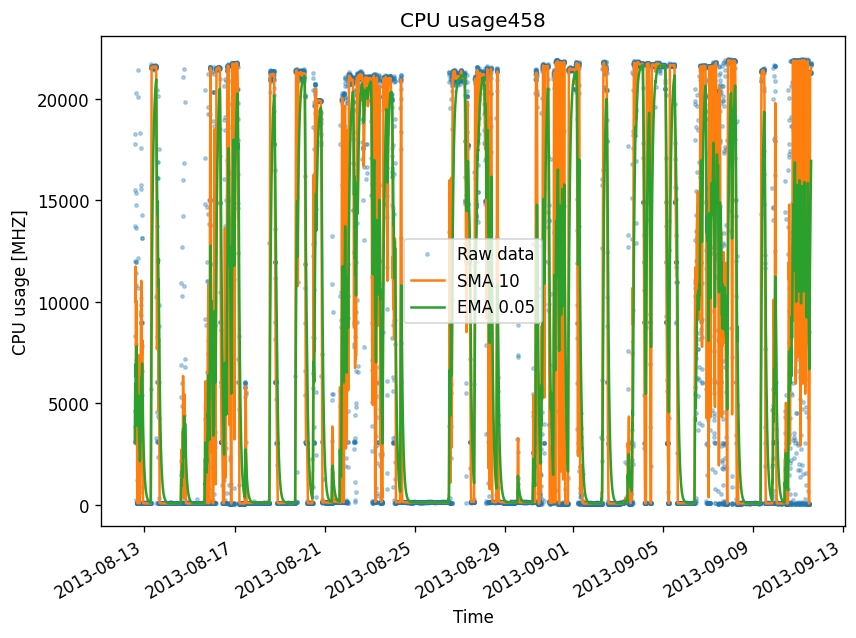 CPU usage458
CPU usage [MHZ]
20000
15000
10000
5000
0
Raw data
SMA 10
EMA 0.05
2013-08-13
2013-08-17
2013-08-21
2013-08-25
2013-08-29
2013-09-01
2013-09-05
2013-09-09
2013-09-13
Time